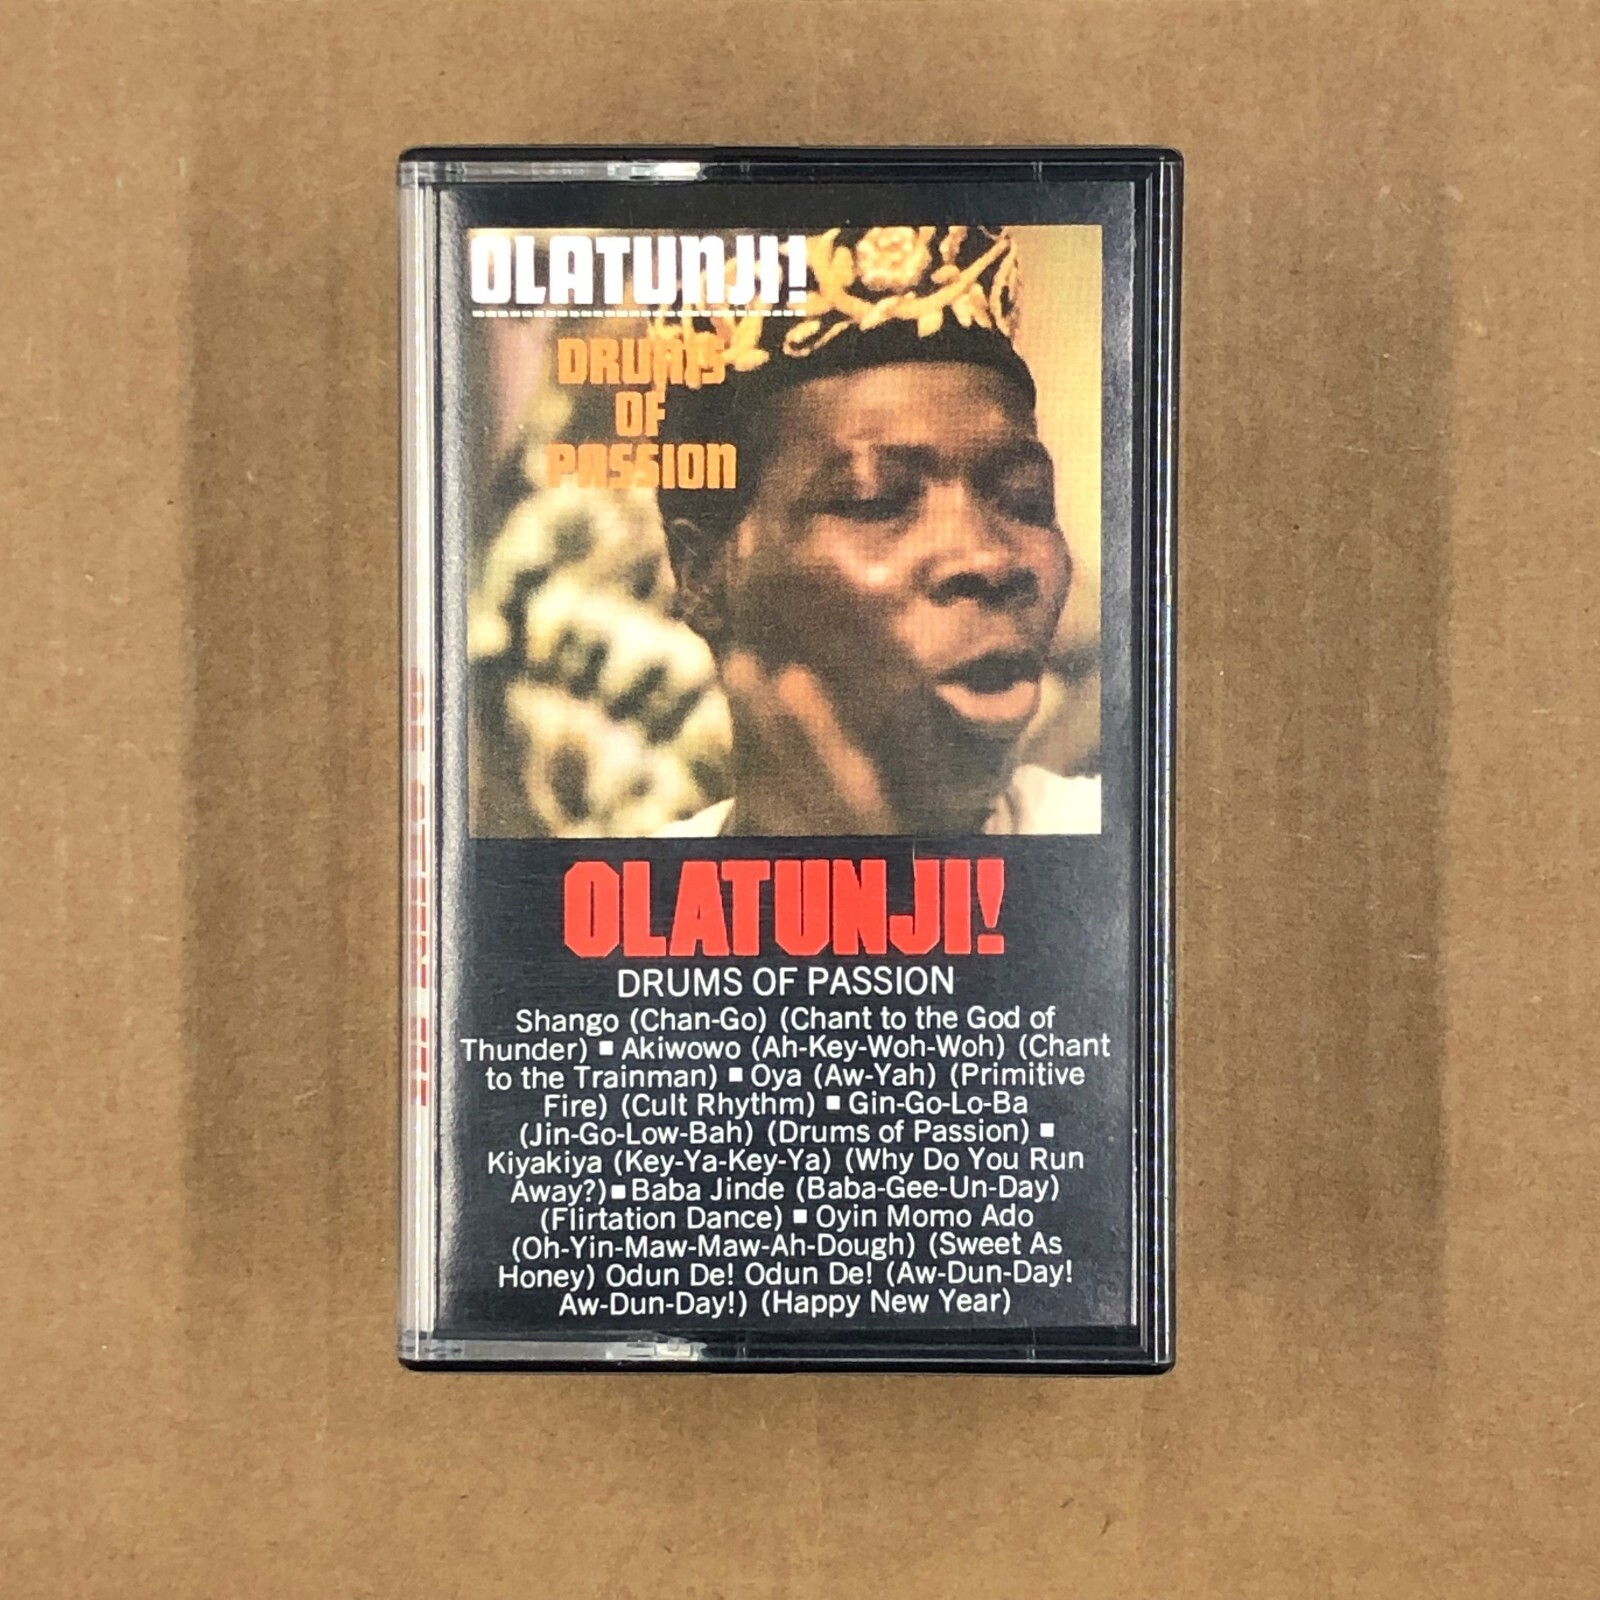 OLATUNJI!
DRUMS
OF
PASSION
OLATUNJI!
DRUMS OF PASSION
Shango (Chan-Go) (Chant to the God of
Thunder) ■ Akiwowo (Ah-Key-Woh-Woh) (Chant
to the Trainman) ■ Oya (Aw-Yah) (Primitive
Fire) (Cult Rhythm) ■ Gin-Go-Lo-Ba
(Jin-Go-Low-Bah) (Drums of Passion) ■
Kiyakiya (Key-Ya-Key-Ya) (Why Do You Run
Away?) ■ Baba Jinde (Baba-Gee-Un-Day)
(Flirtation Dance) ■ Oyin Momo Ado
(Oh-Yin-Maw-Maw-Ah-Dough) (Sweet As
Honey) Odun De! Odun De! (Aw-Dun-Day!
Aw-Dun-Day!) (Happy New Year)